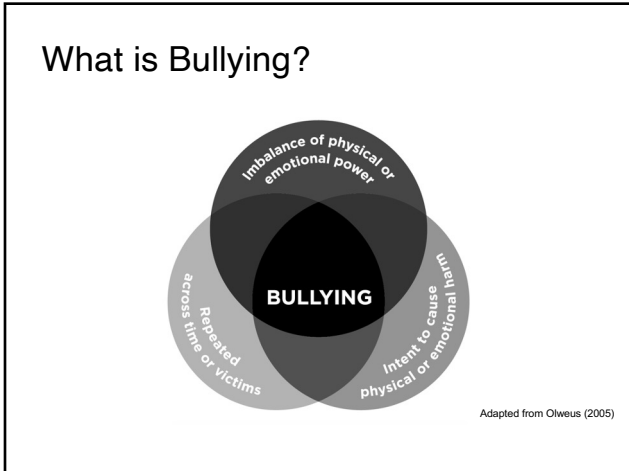 What is Bullying?
Imbalance of physical or
emotional power
BULLYING
Repeated
across time or victims
Intent to cause
physical or emotional harm
Adapted from Olweus (2005)